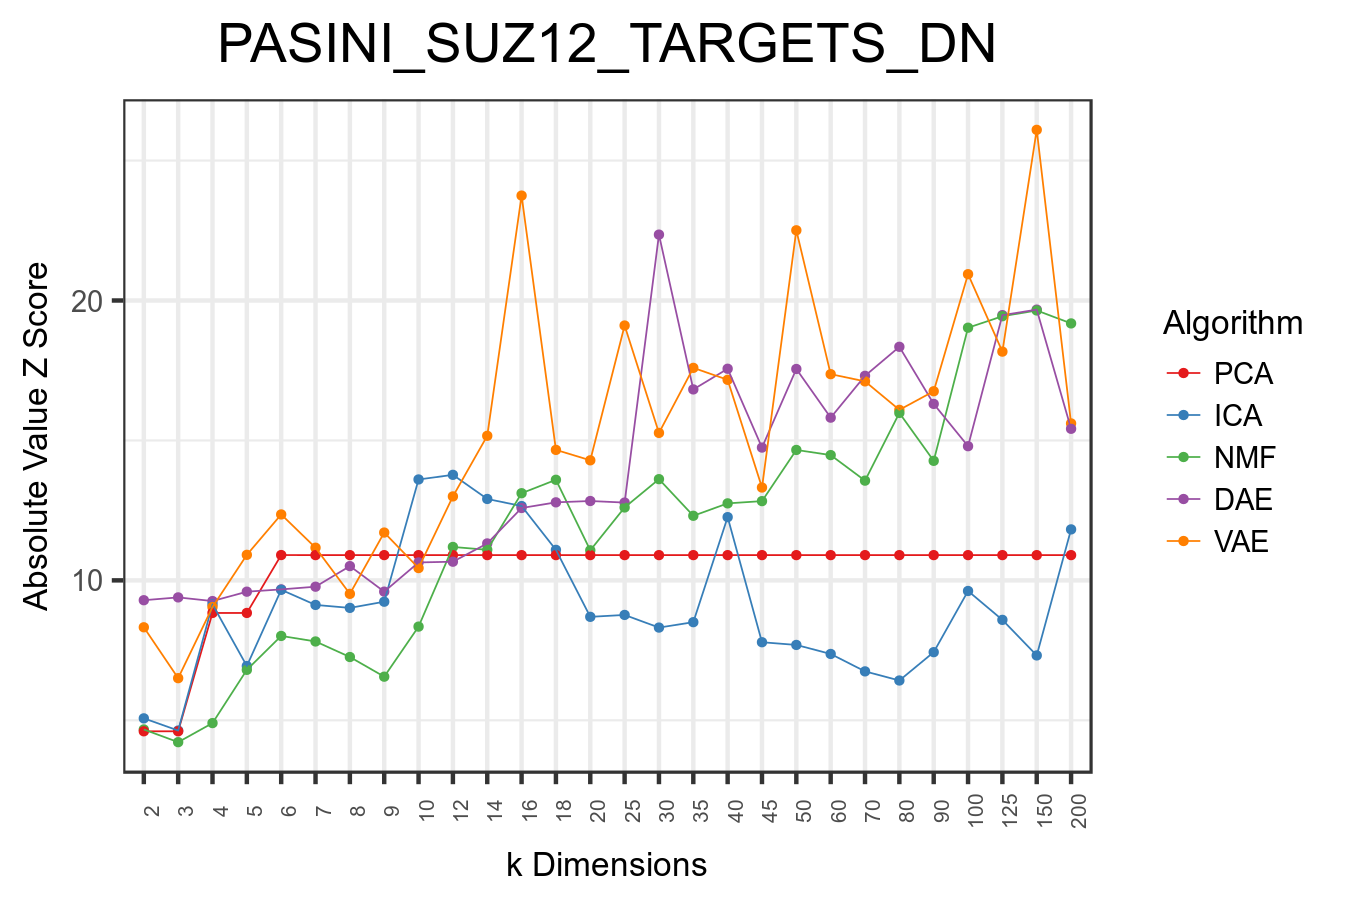 PASINI_SUZ12_TARGETS_DN
Absolute Value Z Score
20
10
2 3 4 5 6 7 8 9 10 12 14 16 18 20 25 30 35 40 45 50 60 70 80 90 100 125 150 200
k Dimensions
Algorithm
PCA
ICA
NMF
DAE
VAE